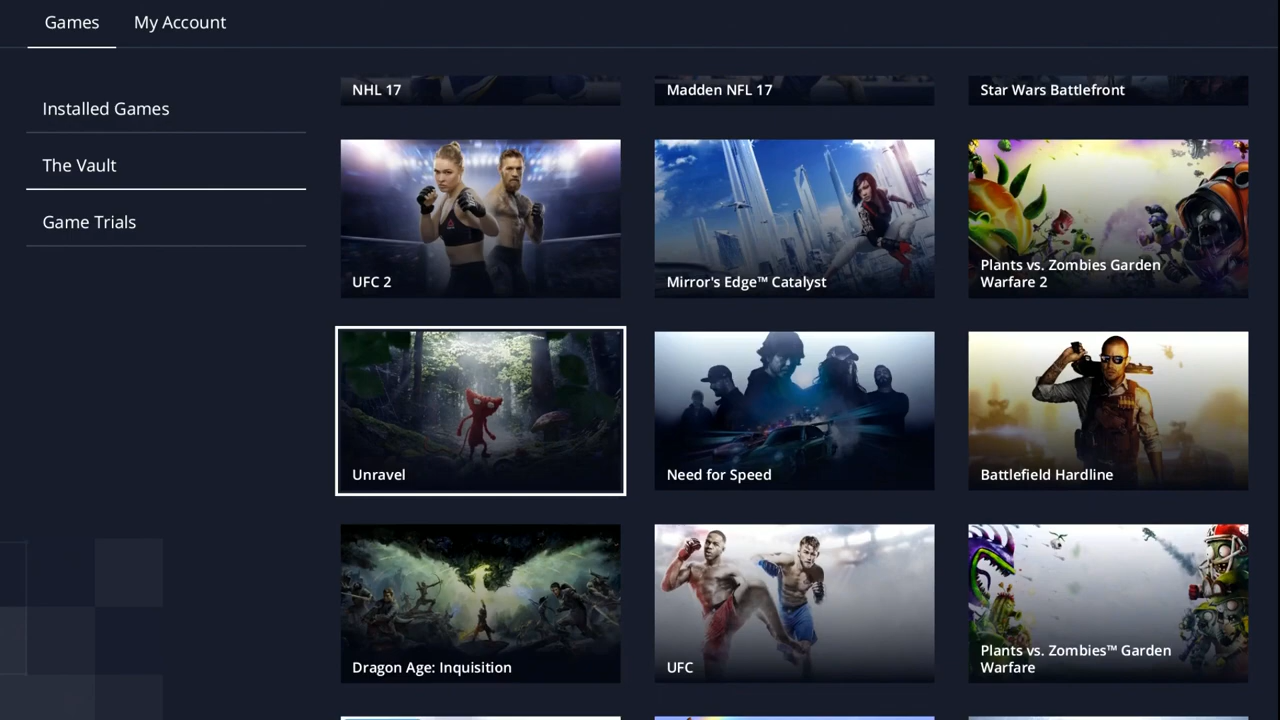 Games
My Account
Installed Games
The Vault
Game Trials
NHL 17
Madden NFL 17
Star Wars Battlefront
UFC 2
Mirror's Edge™ Catalyst
Plants vs. Zombies Garden
Warfare 2
Unravel
Need for Speed
Battlefield Hardline
Dragon Age: Inquisition
UFC
Plants vs. Zombies™ Garden
Warfare